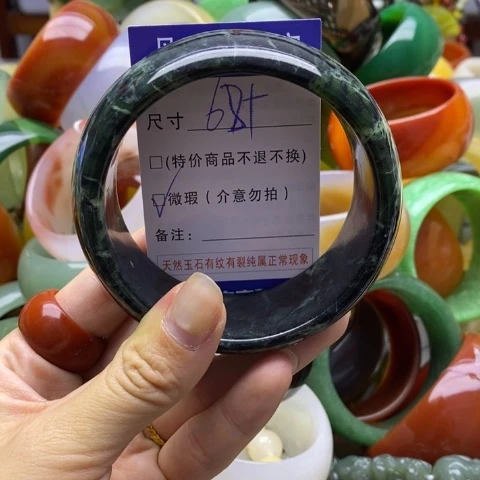 尺寸 68+
□(特价商品不退不换)
☑微瑕（介意勿拍）
备注：
天然玉石有纹有裂纯属正常现象